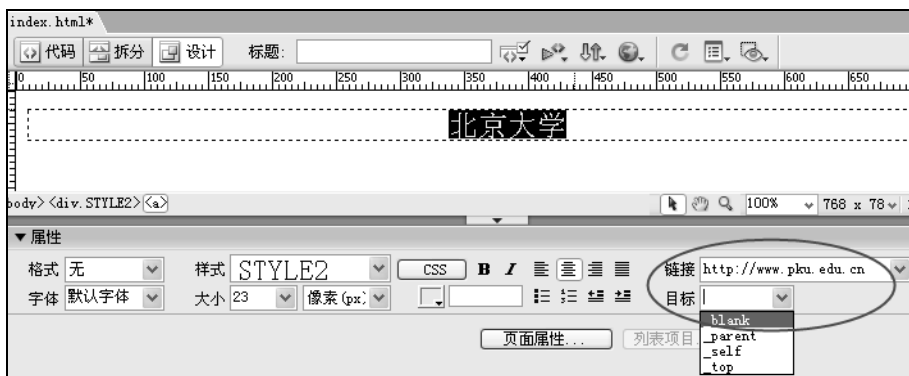 index.html*
代码 拆分 设计 标题:
0 50 100 150 200 250 300 350 400 450 500 550 600 650
北京大学
body> <div.STYLE2> <a> 100% 768 x 78
▼属性
格式 无 样式 STYLE2 CSS B I 链接 http://www.pku.edu.cn
字体 默认字体 大小 23 像素(px) 目标
_blank
页面属性... 列表项目 _parent
_self
_top